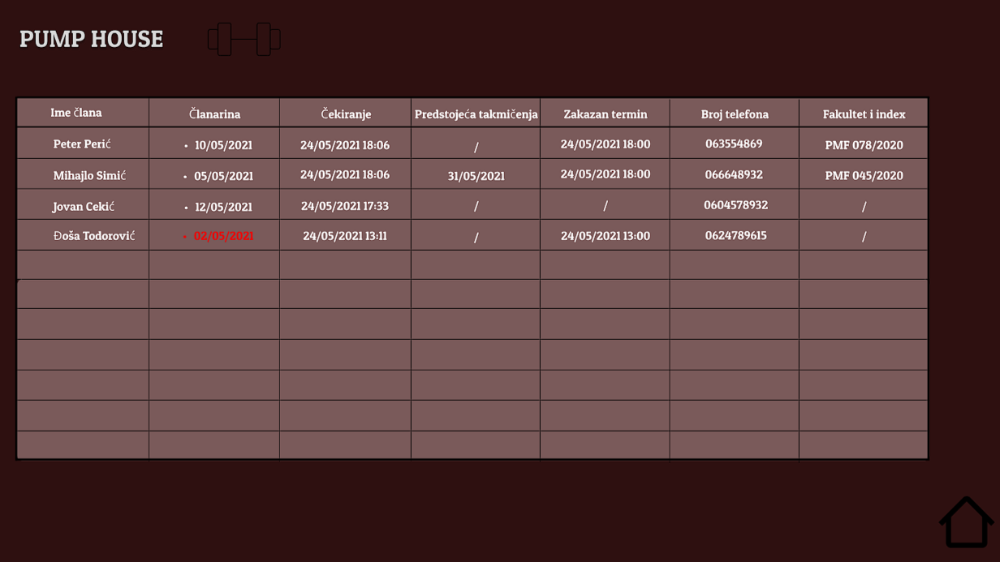 PUMP HOUSE
Ime člana Članarina Čekiranje Predstojeća takmičenja Zakazan termin Broj telefona Fakultet i index
Peter Perić • 10/05/2021 24/05/2021 18:06 / 24/05/2021 18:00 063554869 PMF 078/2020
Mihajlo Simić • 05/05/2021 24/05/2021 18:06 31/05/2021 24/05/2021 18:00 066648932 PMF 045/2020
Jovan Cekić • 12/05/2021 24/05/2021 17:33 / / 0604578932 /
Đoša Todorović • 02/05/2021 24/05/2021 13:11 / 24/05/2021 13:00 0624789615 /